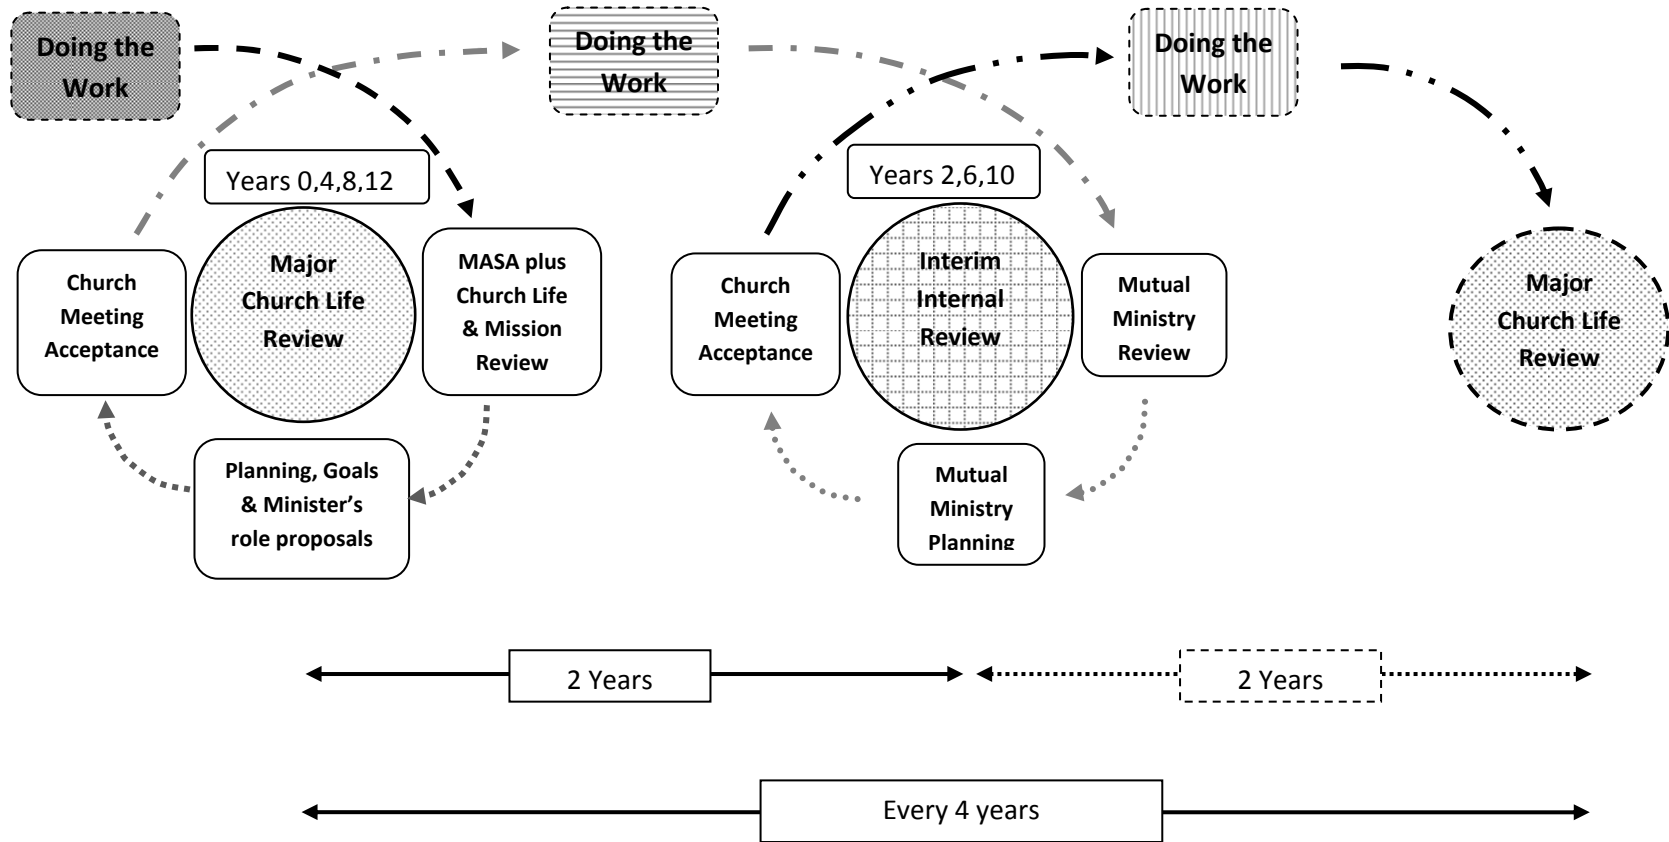 Doing the
Work
Doing the
Work
Doing the
Work
Years 0,4,8,12
Years 2,6,10
Church
Meeting
Acceptance
Major
Church Life
Review
MASA plus
Church Life
& Mission
Review
Planning, Goals
& Minister’s
role proposals
Church
Meeting
Acceptance
Interim
Internal
Review
Mutual
Ministry
Review
Mutual
Ministry
Planning
Major
Church Life
Review
2 Years
2 Years
Every 4 years